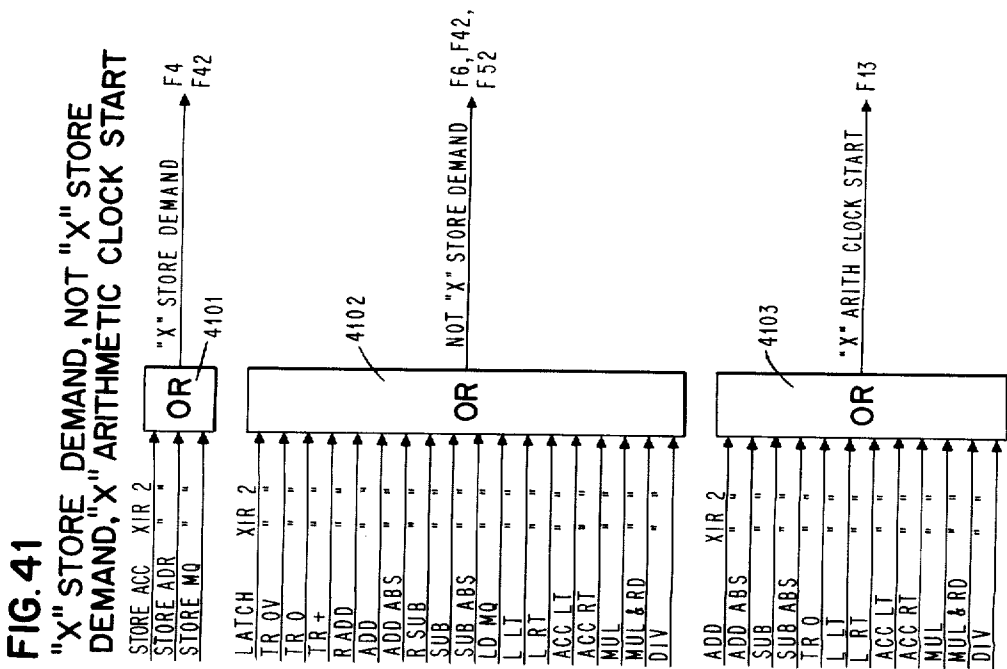 FIG. 41
"X" STORE DEMAND, NOT "X" STORE
DEMAND, "X" ARITHMETIC CLOCK START
STORE ACC XIR 2
STORE ADR " "
STORE MQ " "
OR
4101
"X" STORE DEMAND
F4
F42
LATCH XIR 2
TR OV " "
TR O " "
TR + " "
R ADD " "
ADD " "
ADD ABS " "
R SUB " "
SUB " "
SUB ABS " "
LD MQ " "
L LT " "
L RT " "
ACC LT " "
ACC RT " "
MUL " "
MUL & RD " "
DIV " "
OR
4102
NOT "X" STORE DEMAND
F6, F42,
F52
ADD XIR 2
ADD ABS " "
SUB " "
SUB ABS " "
TR O " "
L LT " "
L RT " "
ACC LT " "
ACC RT " "
MUL " "
MUL & RD " "
DIV " "
OR
4103
"X" ARITH CLOCK START
F13